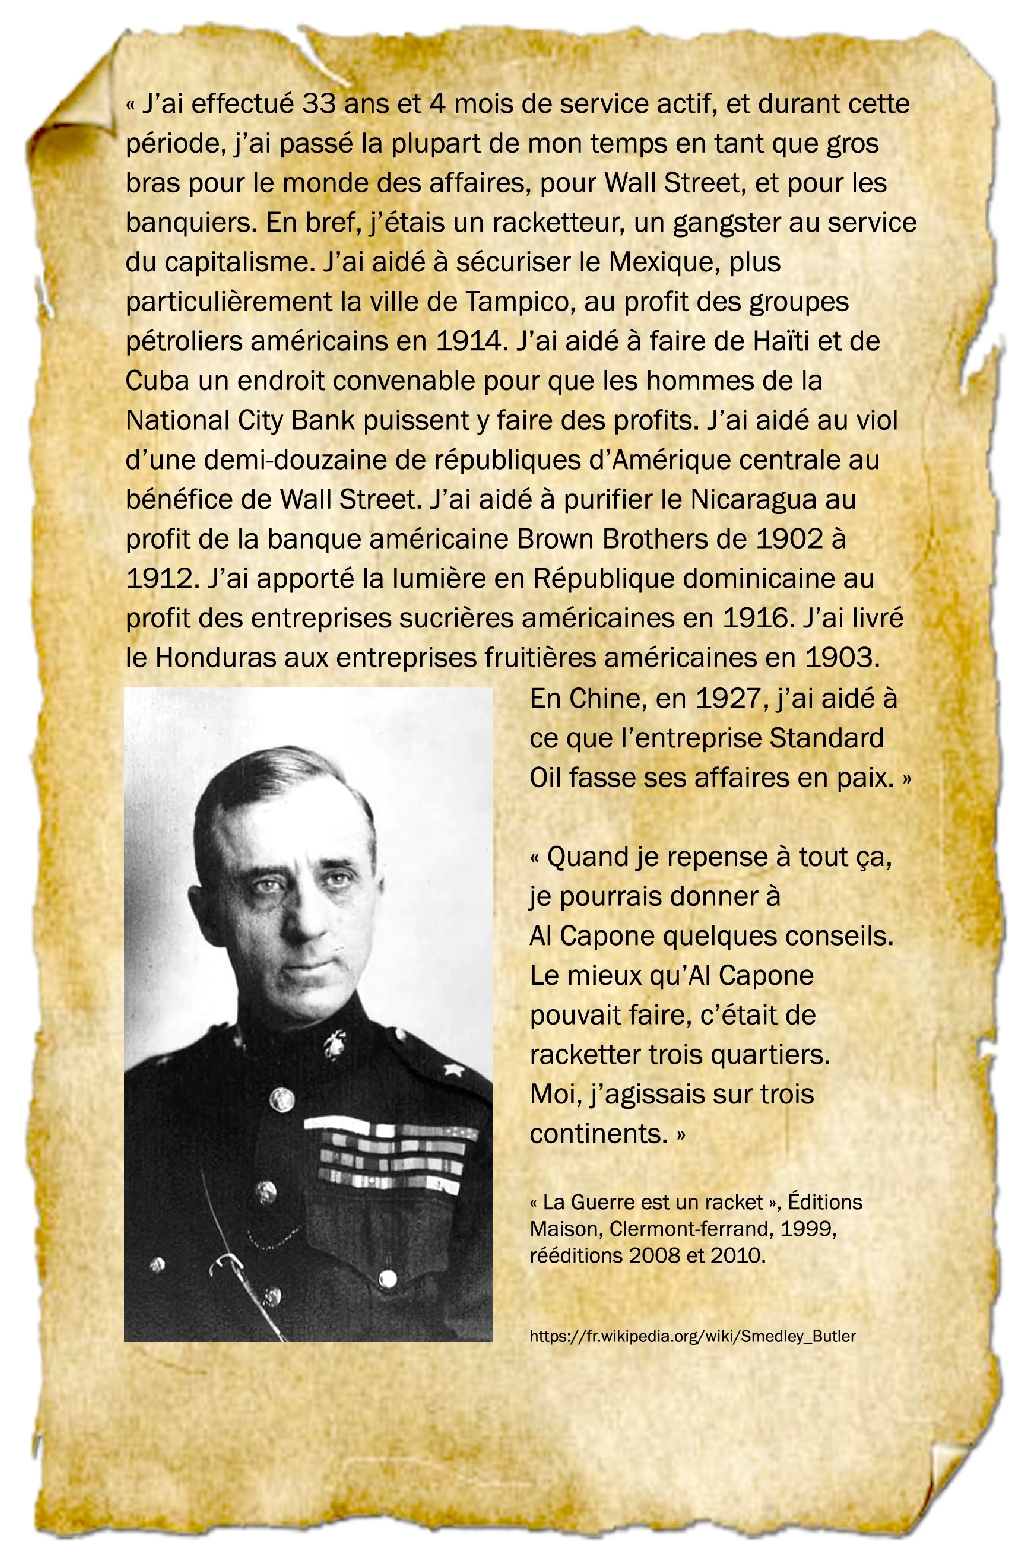 « J’ai effectué 33 ans et 4 mois de service actif, et durant cette
période, j’ai passé la plupart de mon temps en tant que gros
bras pour le monde des affaires, pour Wall Street, et pour les
banquiers. En bref, j’étais un racketteur, un gangster au service
du capitalisme. J’ai aidé à sécuriser le Mexique, plus
particulièrement la ville de Tampico, au profit des groupes
pétroliers américains en 1914. J’ai aidé à faire de Haïti et de
Cuba un endroit convenable pour que les hommes de la
National City Bank puissent y faire des profits. J’ai aidé au viol
d’une demi-douzaine de républiques d’Amérique centrale au
bénéfice de Wall Street. J’ai aidé à purifier le Nicaragua au
profit de la banque américaine Brown Brothers de 1902 à
1912. J’ai apporté la lumière en République dominicaine au
profit des entreprises sucrières américaines en 1916. J’ai livré
le Honduras aux entreprises fruitières américaines en 1903.
En Chine, en 1927, j’ai aidé à
ce que l’entreprise Standard
Oil fasse ses affaires en paix. »
« Quand je repense à tout ça,
je pourrais donner à
Al Capone quelques conseils.
Le mieux qu’Al Capone
pouvait faire, c’était de
racketter trois quartiers.
Moi, j’agissais sur trois
continents. »
« La Guerre est un racket », Éditions
Maison, Clermont-ferrand, 1999,
rééditions 2008 et 2010.
https://fr.wikipedia.org/wiki/Smedley_Butler